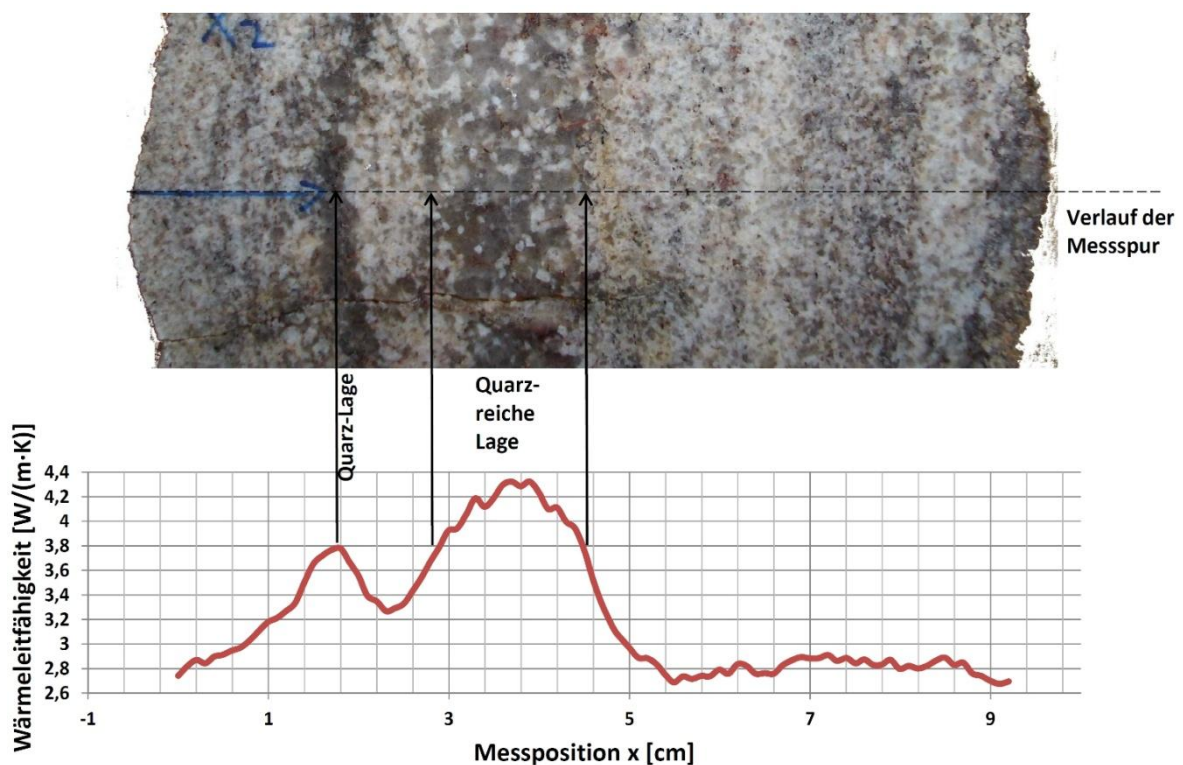 X2
Verlauf der
Messspur
Quarz-Lage
Quarz-
reiche
Lage
Wärmeleitfähigkeit [W/(m·K)]
4,4
4,2
4
3,8
3,6
3,4
3,2
3
2,8
2,6
-1
1
3
5
7
9
Messposition x [cm]